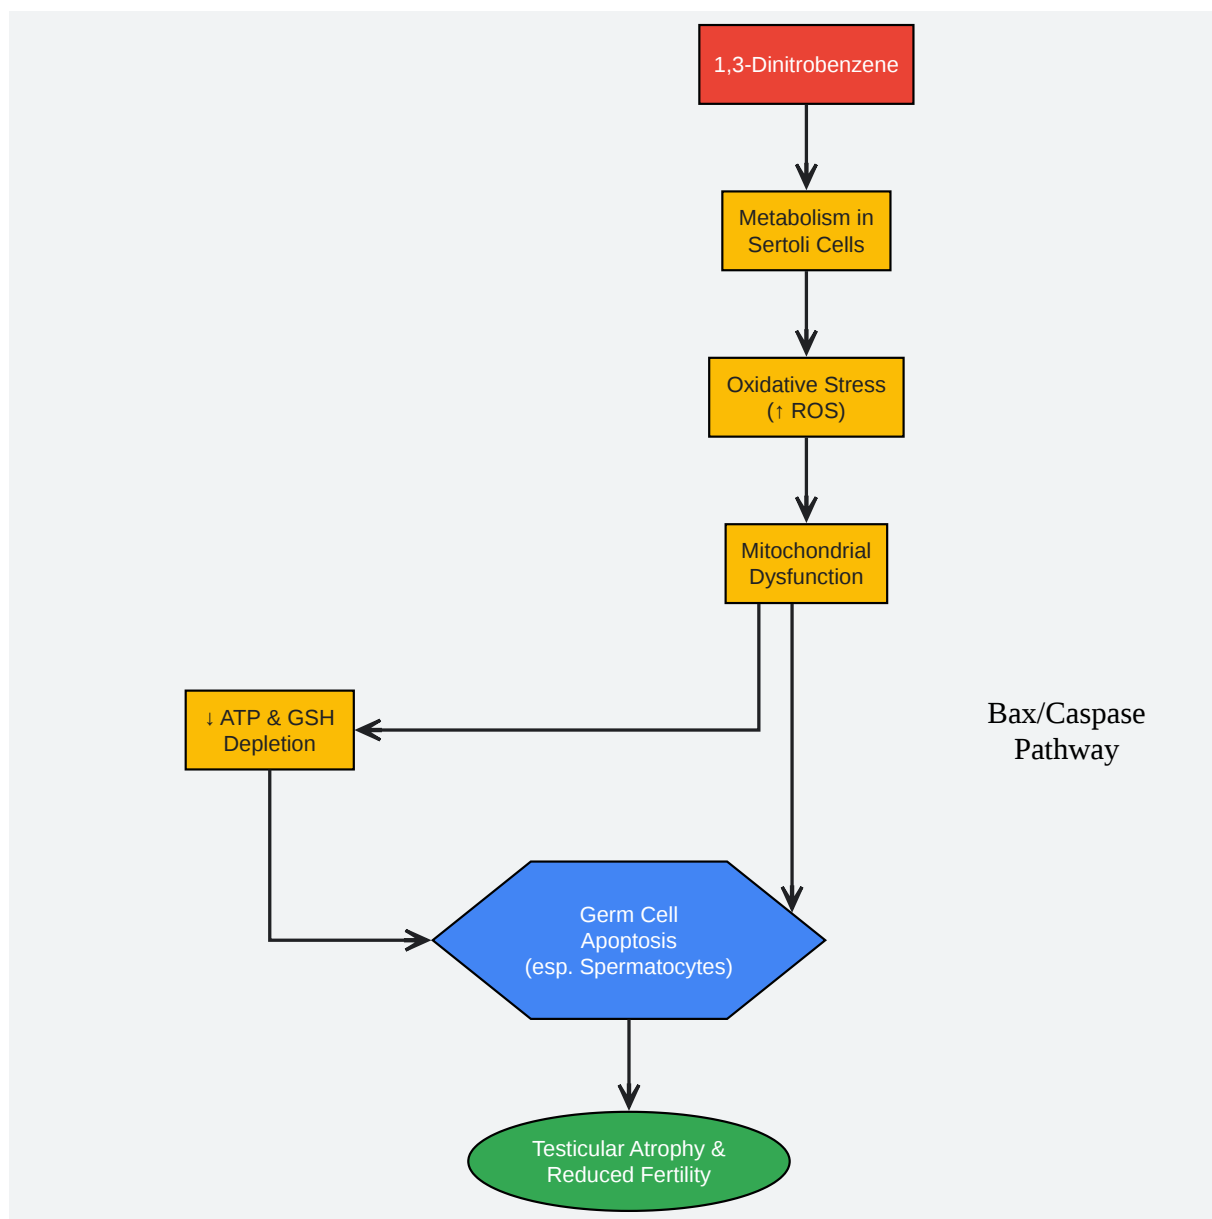 1,3-Dinitrobenzene
Metabolism in
Sertoli Cells
Oxidative Stress
(↑ ROS)
Mitochondrial
Dysfunction
↓ ATP & GSH
Depletion
Bax/Caspase
Pathway
Germ Cell
Apoptosis
(esp. Spermatocytes)
Testicular Atrophy &
Reduced Fertility